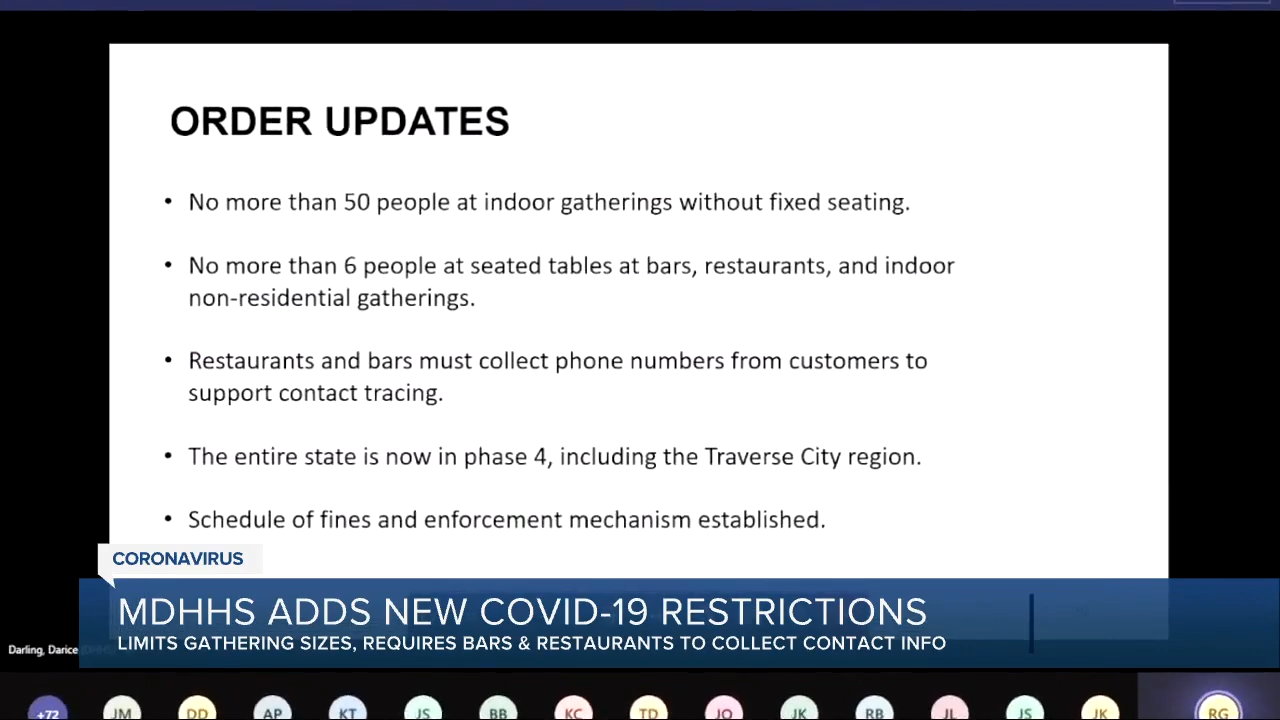 ORDER UPDATES
• No more than 50 people at indoor gatherings without fixed seating.
• No more than 6 people at seated tables at bars, restaurants, and indoor
non-residential gatherings.
• Restaurants and bars must collect phone numbers from customers to
support contact tracing.
• The entire state is now in phase 4, including the Traverse City region.
• Schedule of fines and enforcement mechanism established.
CORONAVIRUS
MDHHS ADDS NEW COVID-19 RESTRICTIONS
LIMITS GATHERING SIZES, REQUIRES BARS & RESTAURANTS TO COLLECT CONTACT INFO
Darling, Darice
+72 JM DD AP KT JS BB KC TD JO JK RB JL JS JK RG